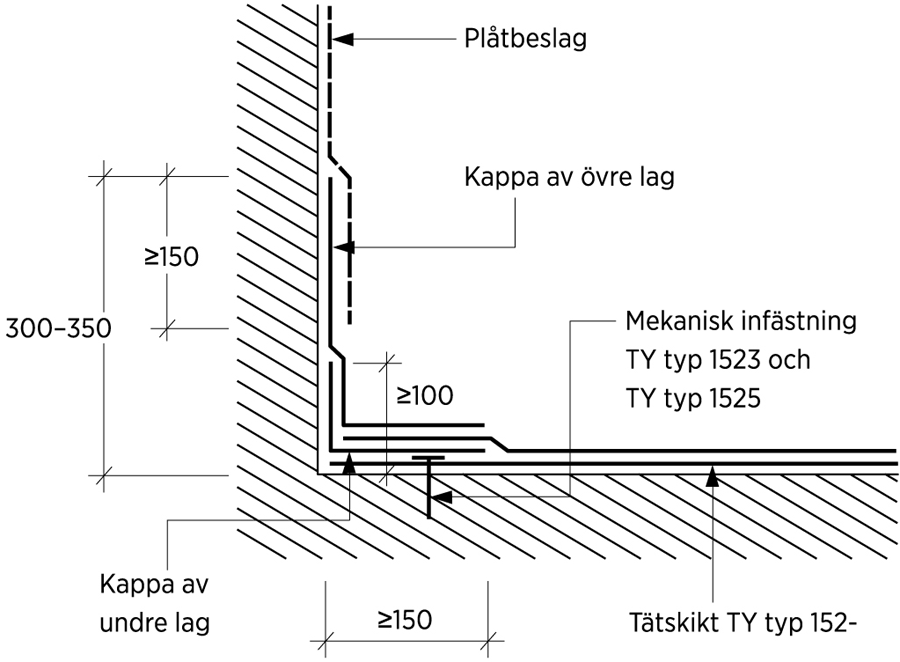 Plåtbeslag
Kappa av övre lag
≥150
300–350
Mekanisk infästning
TY typ 1523 och
TY typ 1525
≥100
Kappa av
undre lag
≥150
Tätskikt TY typ 152-